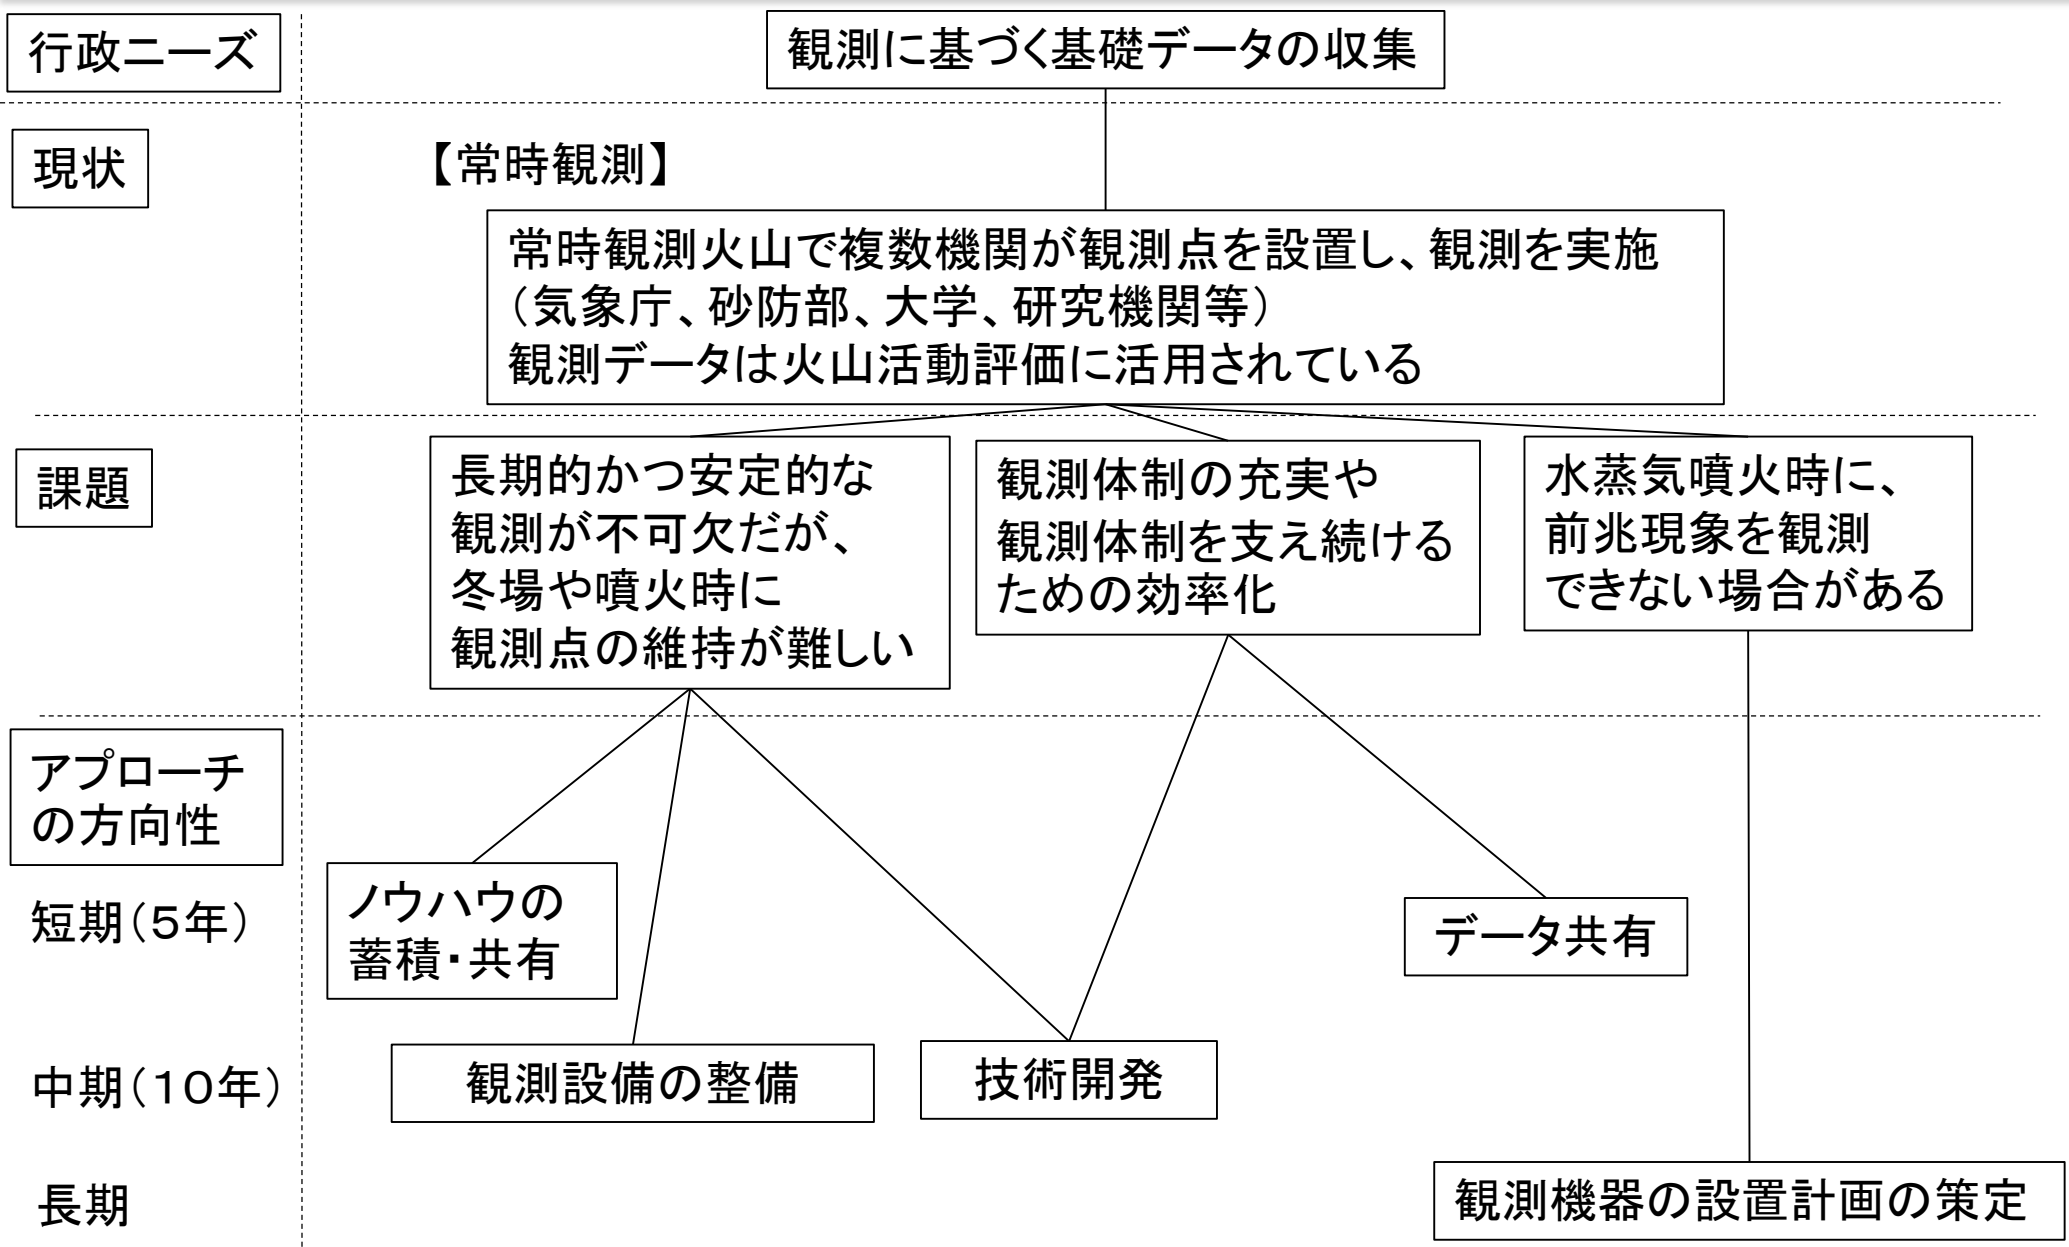 行政ニーズ
観測に基づく基礎データの収集
現状
【常時観測】
常時観測火山で複数機関が観測点を設置し、観測を実施
（気象庁、砂防部、大学、研究機関等）
観測データは火山活動評価に活用されている
課題
長期的かつ安定的な
観測が不可欠だが、
冬場や噴火時に
観測点の維持が難しい
観測体制の充実や
観測体制を支え続ける
ための効率化
水蒸気噴火時に、
前兆現象を観測
できない場合がある
アプローチ
の方向性
短期（５年）
ノウハウの
蓄積・共有
データ共有
中期（１０年）
観測設備の整備
技術開発
長期
観測機器の設置計画の策定